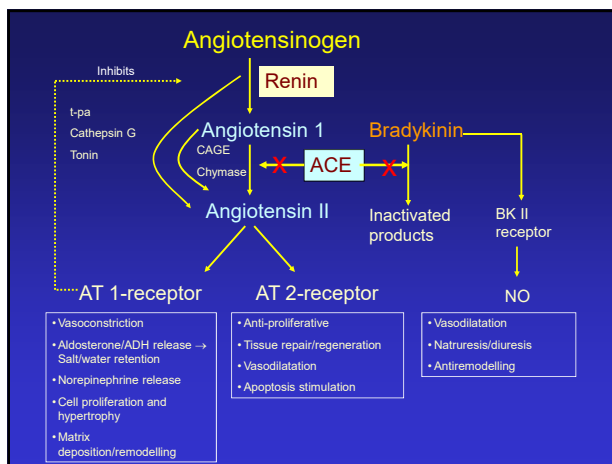 Angiotensinogen
Inhibits
Renin
t-pa
Cathepsin G
Tonin
Angiotensin 1
Bradykinin
CAGE
Chymase
X
ACE
X
Angiotensin II
Inactivated
products
BK II
receptor
AT 1-receptor
AT 2-receptor
NO
•Vasoconstriction
•Aldosterone/ADH release →
Salt/water retention
•Norepinephrine release
•Cell proliferation and
hypertrophy
•Matrix
deposition/remodelling
•Anti-proliferative
•Tissue repair/regeneration
•Vasodilatation
•Apoptosis stimulation
•Vasodilatation
•Naturesis/diuresis
•Antiremodelling